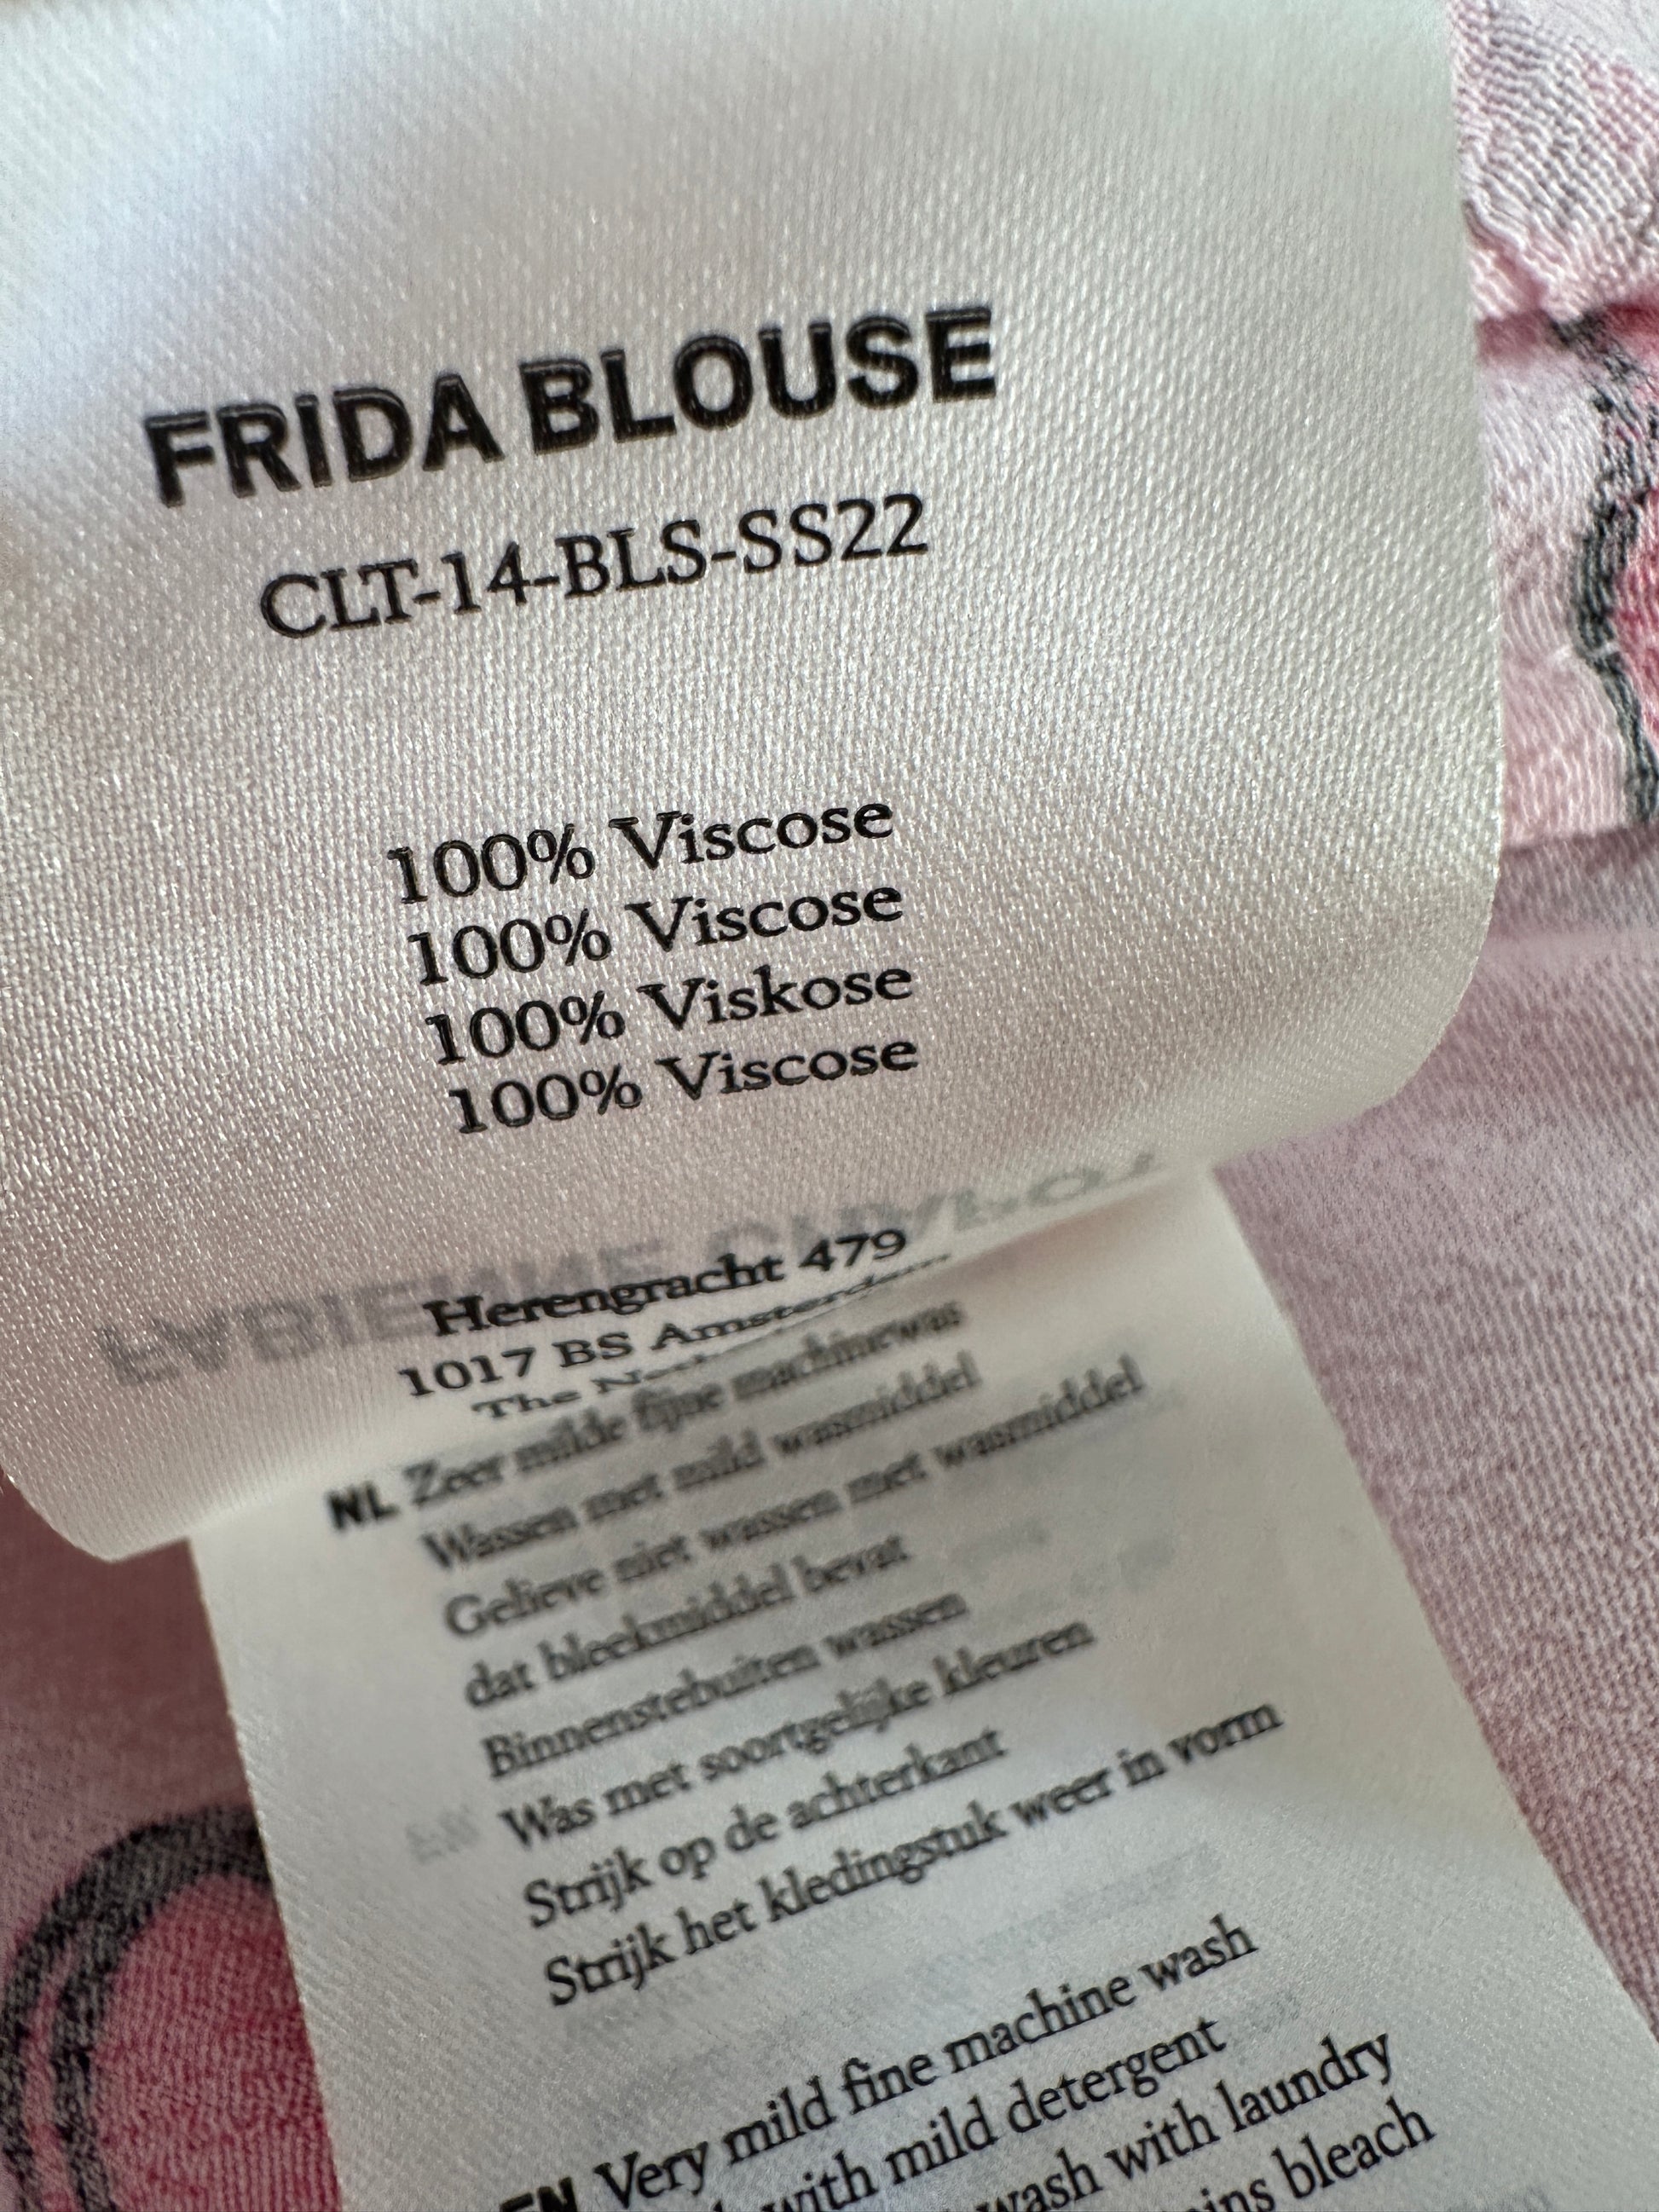 FRIDA BLOUSE
CLT-14-BLS-SS22
100% Viscose
100% Viscose
100% Viskose
100% Viscose
Herengracht 479
1017 BS Amsterdam
The
NL Zeer milde fijne machinewas
Wassen met mild wasmiddel
Gelieve niet wassen met wasmiddel
dat bleekmiddel bevat
Binnenstebuiten wassen
Was met soortgelijke kleuren
Strijk op de achterkant
Strijk het kledingstuk weer in vorm
EN Very mild fine machine wash
with mild detergent
wash with laundry
bleach